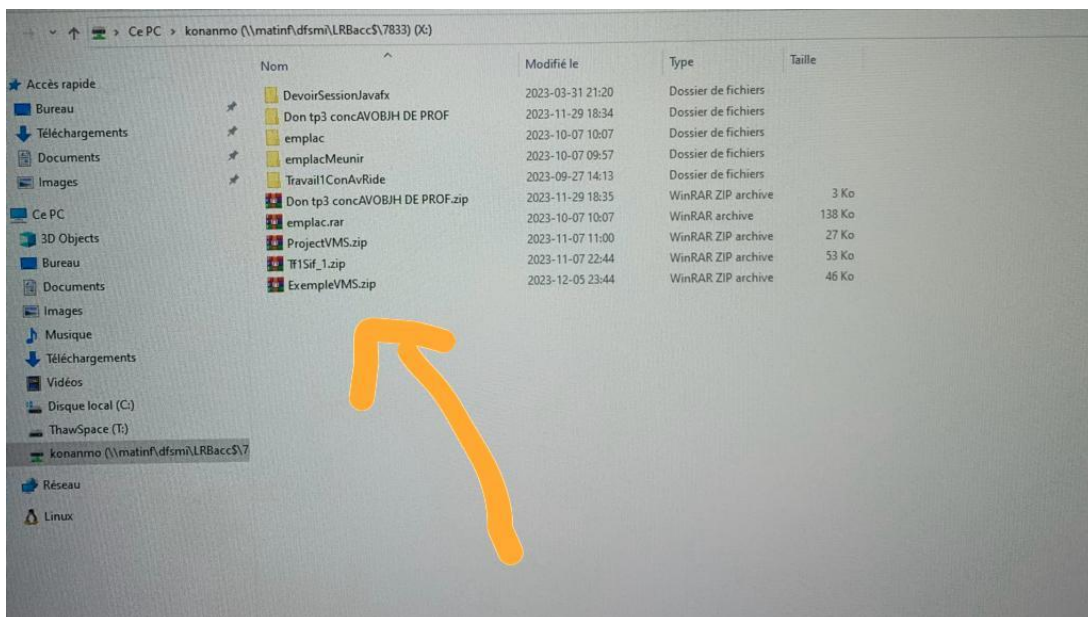 Ce PC > konanmo (\\matinf\dfsmi\LRBacc$\7833) (X:)
Nom Modifié le Type Taille
Accès rapide
Bureau
Téléchargements
Documents
Images
Ce PC
3D Objects
Bureau
Documents
Images
Musique
Téléchargements
Vidéos
Disque local (C:)
ThawSpace (T:)
konanmo (\\matinf\dfsmi\LRBacc$\7
Réseau
Linux
DevoirSessionJavafx 2023-03-31 21:20 Dossier de fichiers
Don tp3 concAVOBJH DE PROF 2023-11-29 18:34 Dossier de fichiers
emplac 2023-10-07 10:07 Dossier de fichiers
emplacMeunir 2023-10-07 09:57 Dossier de fichiers
Travail1ConAvRide 2023-09-27 14:13 Dossier de fichiers
Don tp3 concAVOBJH DE PROF.zip 2023-11-29 18:35 WinRAR ZIP archive 3 Ko
emplac.rar 2023-10-07 10:07 WinRAR archive 138 Ko
ProjectVMS.zip 2023-11-07 11:00 WinRAR ZIP archive 27 Ko
Tf1Sif_1.zip 2023-11-07 22:44 WinRAR ZIP archive 53 Ko
ExempleVMS.zip 2023-12-05 23:44 WinRAR ZIP archive 46 Ko